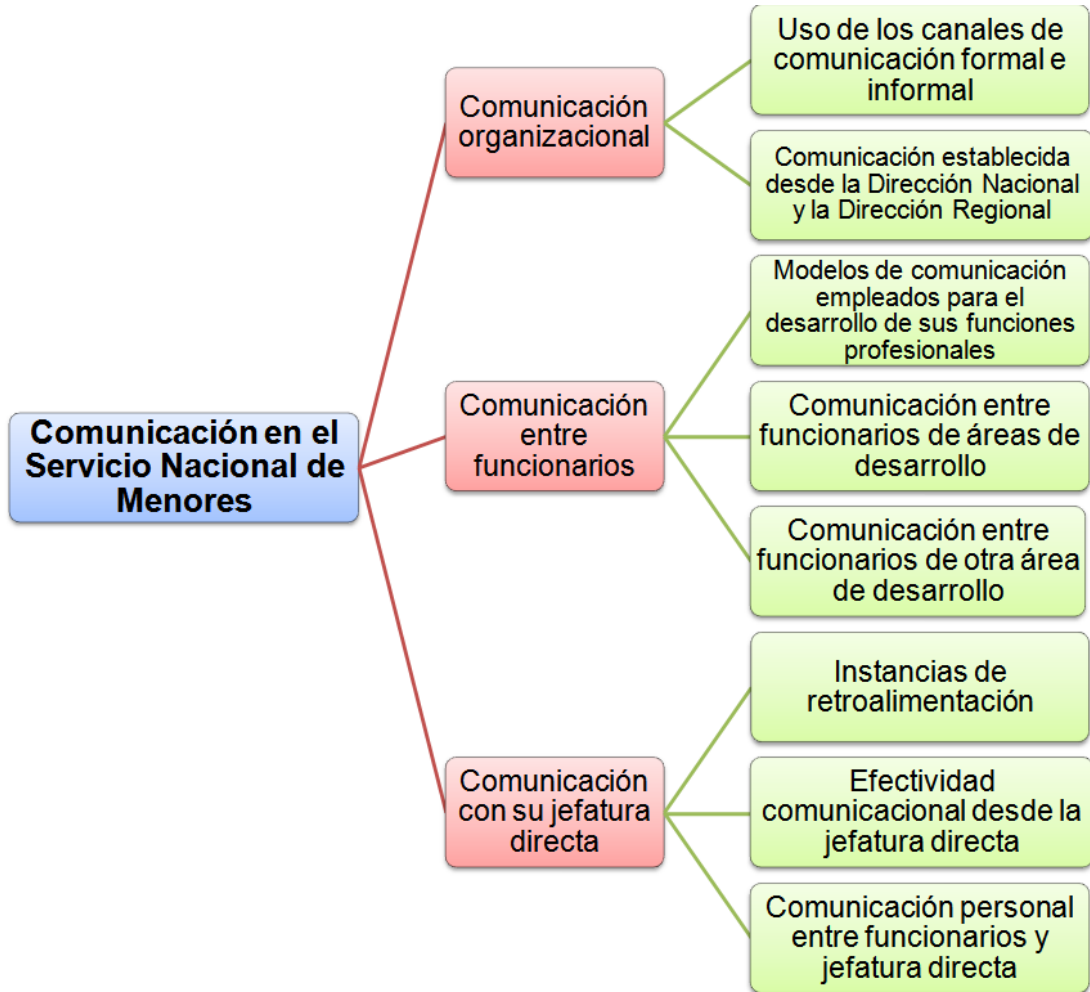 Comunicación en el
Servicio Nacional de
Menores
Comunicación
organizacional
Uso de los canales de
comunicación formal e
informal
Comunicación establecida
desde la Dirección Nacional
y la Dirección Regional
Comunicación
entre
funcionarios
Modelos de comunicación
empleados para el
desarrollo de sus funciones
profesionales
Comunicación entre
funcionarios de áreas de
desarrollo
Comunicación entre
funcionarios de otra área de
desarrollo
Comunicación
con su jefatura
directa
Instancias de
retroalimentación
Efectividad
comunicacional desde la
jefatura directa
Comunicación personal
entre funcionarios y
jefatura directa